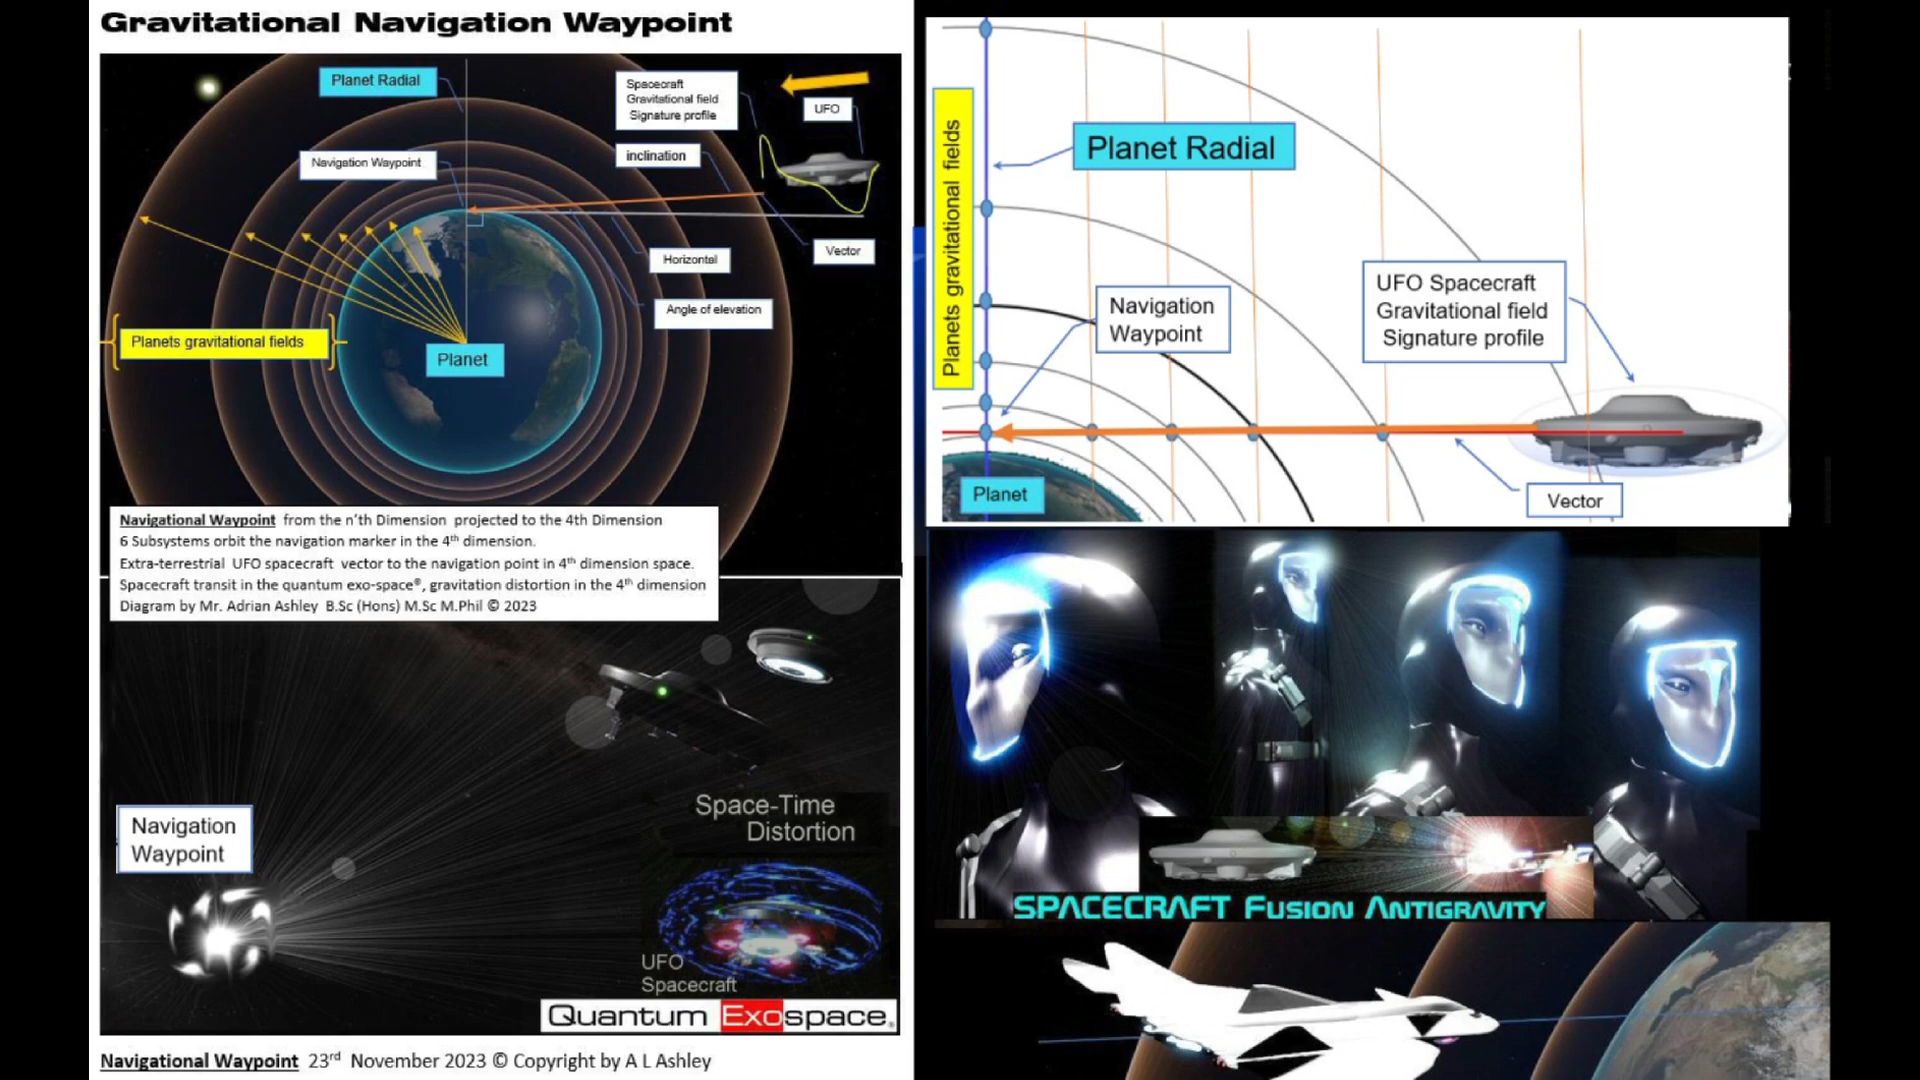 Gravitational Navigation Waypoint
Planet Radial
Spacecraft
Gravitational field
Signature profile
UFO
Navigation Waypoint
inclination
Vector
Horizontal
Angle of elevation
Planets gravitational fields
Planet
Navigational Waypoint from the n'th Dimension projected to the 4th Dimension
6 Subsystems orbit the navigation marker in the 4th dimension.
Extra-terrestrial UFO spacecraft vector to the navigation point in 4th dimension space.
Spacecraft transit in the quantum exo-space®, gravitation distortion in the 4th dimension
Diagram by Mr. Adrian Ashley B.Sc (Hons) M.Sc M.Phil © 2023
Space-Time
Distortion
Navigation
Waypoint
UFO
Spacecraft
Quantum Exospace.
Navigational Waypoint 23rd November 2023 © Copyright by A L Ashley
Planets gravitational fields
Planet Radial
Navigation
Waypoint
UFO Spacecraft
Gravitational field
Signature profile
Planet
Vector
SPACECRAFT FUSION ANTIGRAVITY